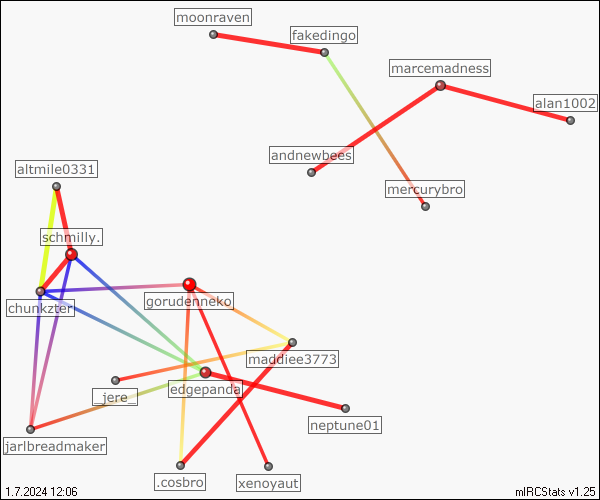 moonraven
fakedingo
marcemadness
alan1002
andnewbees
altmile0331
mercurybro
schmilly.
chunkzter
gorudenneko
maddiee3773
_jere_
edgepanda
neptune01
jarlbreadmaker
.cosbro
xenoyaut
1.7.2024 12:06
mIRCStats v1.25